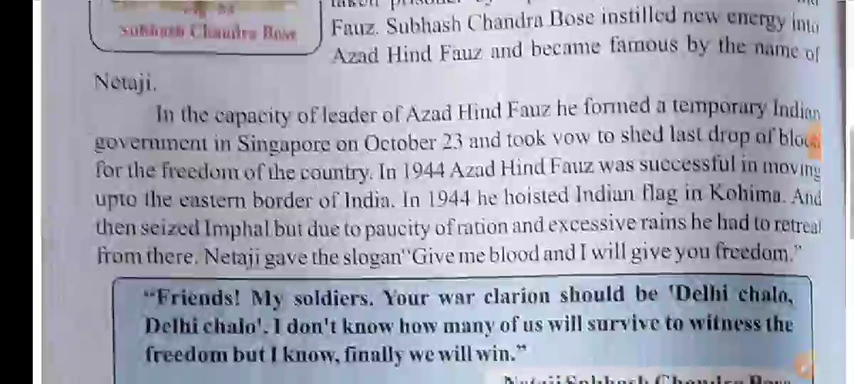 Subhash Chandra Bose
Fauz. Subhash Chandra Bose instilled new energy into
Azad Hind Fauz and became famous by the name of
Netaji.
In the capacity of leader of Azad Hind Fauz he formed a temporary Indian
government in Singapore on October 23 and took vow to shed last drop of blood
for the freedom of the country. In 1944 Azad Hind Fauz was successful in moving
upto the eastern border of India. In 1944 he hoisted Indian flag in Kohima. And
then seized Imphal but due to paucity of ration and excessive rains he had to retreat
from there. Netaji gave the slogan "Give me blood and I will give you freedom."
"Friends! My soldiers. Your war clarion should be 'Delhi chalo,
Delhi chalo'. I don't know how many of us will survive to witness the
freedom but I know, finally we will win."
Netaji Subhash Chandra Bose